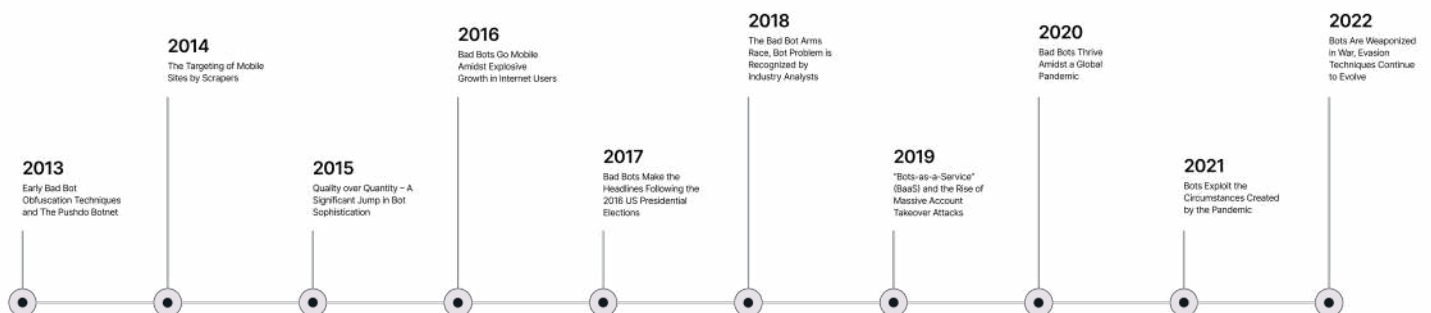 2013
Early Bad Bot
Obfuscation Techniques
and The Pushdo Botnet
2014
The Targeting of Mobile
Sites by Scrapers
2015
Quality over Quantity – A
Significant Jump in Bot
Sophistication
2016
Bad Bots Go Mobile
Amidst Explosive
Growth in Internet Users
2017
Bad Bots Make the
Headlines Following the
2016 US Presidential
Elections
2018
The Bad Bot Arms
Race, Bot Problem is
Recognized by
Industry Analysts
2019
"Bots-as-a-Service"
(BaaS) and the Rise of
Massive Account
Takeover Attacks
2020
Bad Bots Thrive
Amidst a Global
Pandemic
2021
Bots Exploit the
Circumstances Created
by the Pandemic
2022
Bots Are Weaponized
in War, Evasion
Techniques Continue
to Evolve